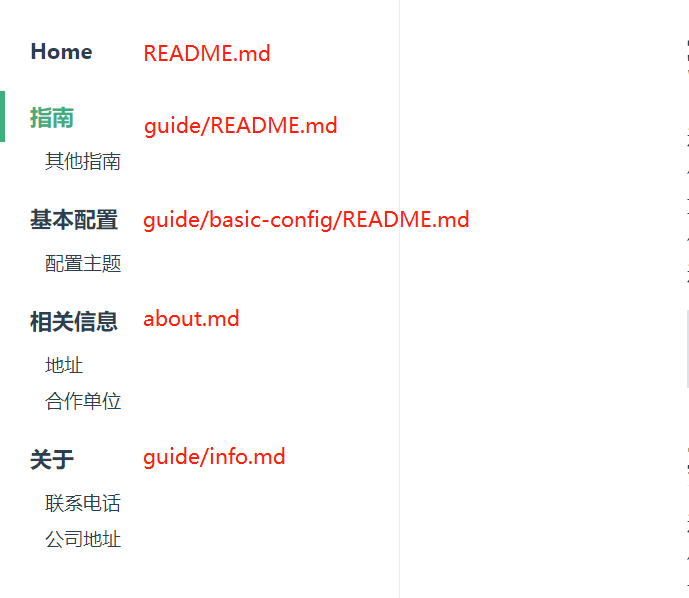 Home README.md
指南 guide/README.md
其他指南
基本配置 guide/basic-config/README.md
配置主题
相关信息 about.md
地址
合作单位
关于 guide/info.md
联系电话
公司地址